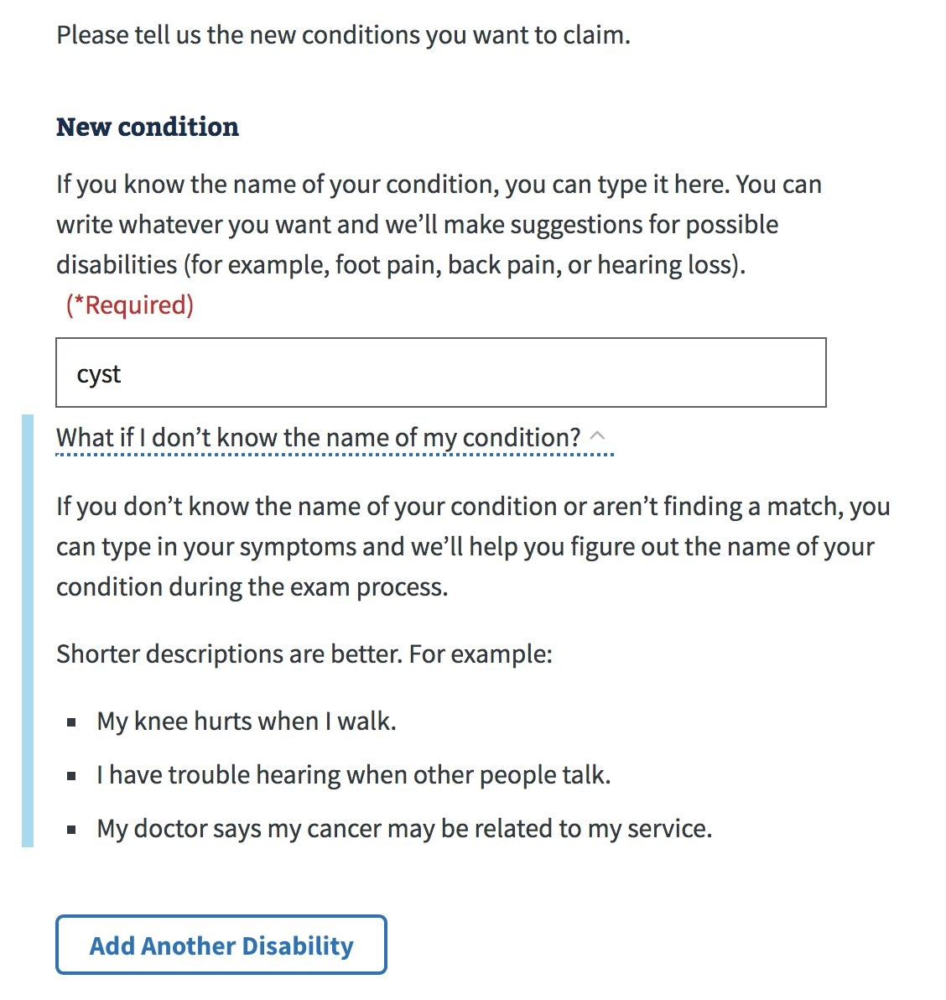 Please tell us the new conditions you want to claim.
New condition
If you know the name of your condition, you can type it here. You can
write whatever you want and we’ll make suggestions for possible
disabilities (for example, foot pain, back pain, or hearing loss).
(*Required)
cyst
What if I don’t know the name of my condition?
If you don’t know the name of your condition or aren’t finding a match, you
can type in your symptoms and we’ll help you figure out the name of your
condition during the exam process.
Shorter descriptions are better. For example:
My knee hurts when I walk.
I have trouble hearing when other people talk.
My doctor says my cancer may be related to my service.
Add Another Disability